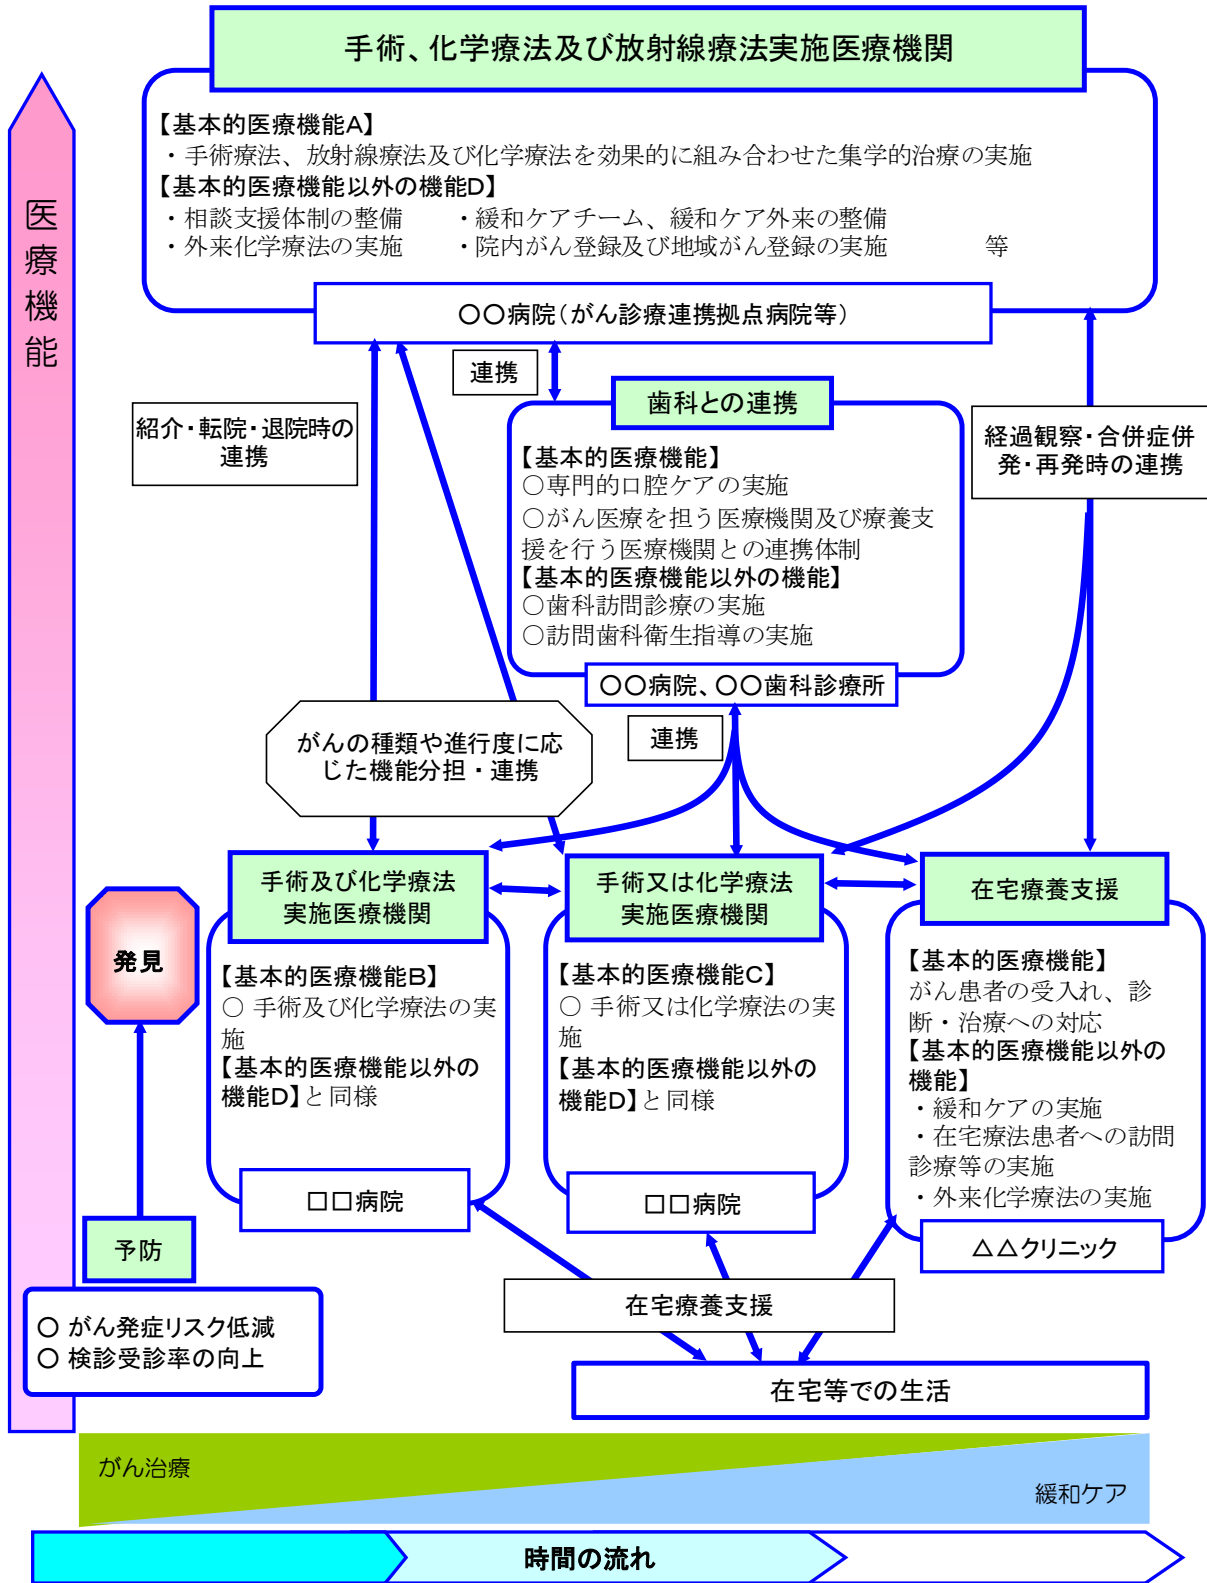 手術、化学療法及び放射線療法実施医療機関
医療機能
【基本的医療機能A】
・手術療法、放射線療法及び化学療法を効果的に組み合わせた集学的治療の実施
【基本的医療機能以外の機能D】
・相談支援体制の整備　・緩和ケアチーム、緩和ケア外来の整備
・外来化学療法の実施　・院内がん登録及び地域がん登録の実施　等
〇〇病院（がん診療連携拠点病院等）
連携
歯科との連携
紹介・転院・退院時の
連携
経過観察・合併症併
発・再発時の連携
【基本的医療機能】
○専門的口腔ケアの実施
○がん医療を担う医療機関及び療養支
援を行う医療機関との連携体制
【基本的医療機能以外の機能】
○歯科訪問診療の実施
○訪問歯科衛生指導の実施
〇〇病院、〇〇歯科診療所
連携
がんの種類や進行度に応
じた機能分担・連携
手術及び化学療法
実施医療機関
手術又は化学療法
実施医療機関
在宅療養支援
発見
【基本的医療機能B】
○ 手術及び化学療法の実
施
【基本的医療機能以外の
機能D】と同様
□□病院
【基本的医療機能C】
○ 手術又は化学療法の実
施
【基本的医療機能以外の
機能D】と同様
□□病院
【基本的医療機能】
がん患者の受入れ、診
断・治療への対応
【基本的医療機能以外の
機能】
・緩和ケアの実施
・在宅療法患者への訪問
診療等の実施
・外来化学療法の実施
△△クリニック
予防
○ がん発症リスク低減
○ 検診受診率の向上
在宅療養支援
在宅等での生活
がん治療
緩和ケア
時間の流れ